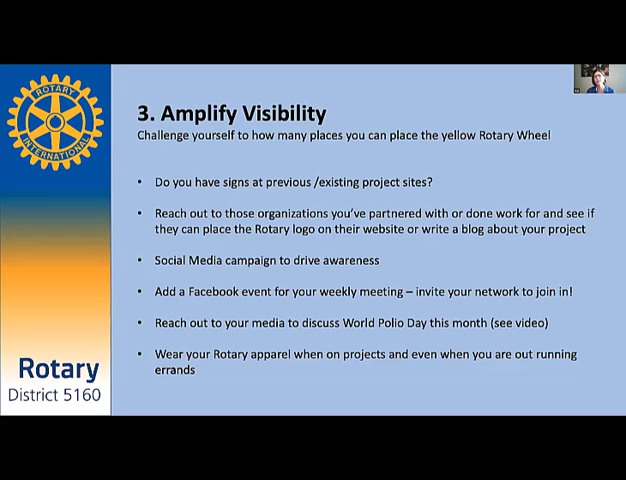 ROTARY
INTERNATIONAL
3. Amplify Visibility
Challenge yourself to how many places you can place the yellow Rotary Wheel
• Do you have signs at previous /existing project sites?
• Reach out to those organizations you've partnered with or done work for and see if
they can place the Rotary logo on their website or write a blog about your project
• Social Media campaign to drive awareness
• Add a Facebook event for your weekly meeting – invite your network to join in!
• Reach out to your media to discuss World Polio Day this month (see video)
• Wear your Rotary apparel when on projects and even when you are out running
errands
Rotary
District 5160